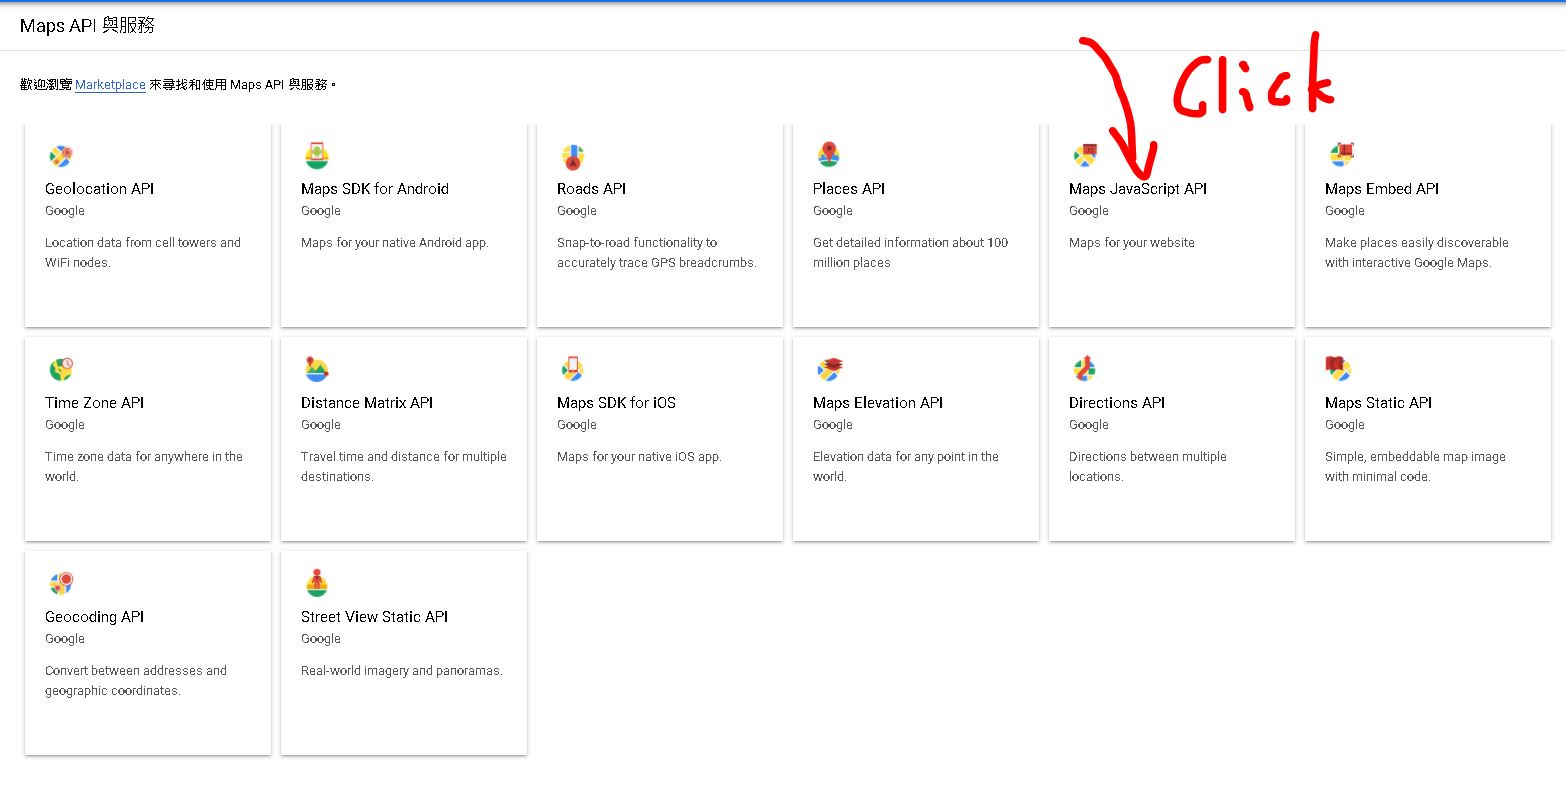 Maps API 與服務
Click
歡迎瀏覽 Marketplace 來尋找和使用 Maps API 與服務。
Geolocation API
Google
Location data from cell towers and
WiFi nodes.
Maps SDK for Android
Google
Maps for your native Android app.
Roads API
Google
Snap-to-road functionality to
accurately trace GPS breadcrumbs.
Places API
Google
Get detailed information about 100
million places
Maps JavaScript API
Google
Maps for your website
Maps Embed API
Google
Make places easily discoverable
with interactive Google Maps.
Time Zone API
Google
Time zone data for anywhere in the
world.
Distance Matrix API
Google
Travel time and distance for multiple
destinations.
Maps SDK for iOS
Google
Maps for your native iOS app.
Maps Elevation API
Google
Elevation data for any point in the
world.
Directions API
Google
Directions between multiple
locations.
Maps Static API
Google
Simple, embeddable map image
with minimal code.
Geocoding API
Google
Convert between addresses and
geographic coordinates.
Street View Static API
Google
Real-world imagery and panoramas.